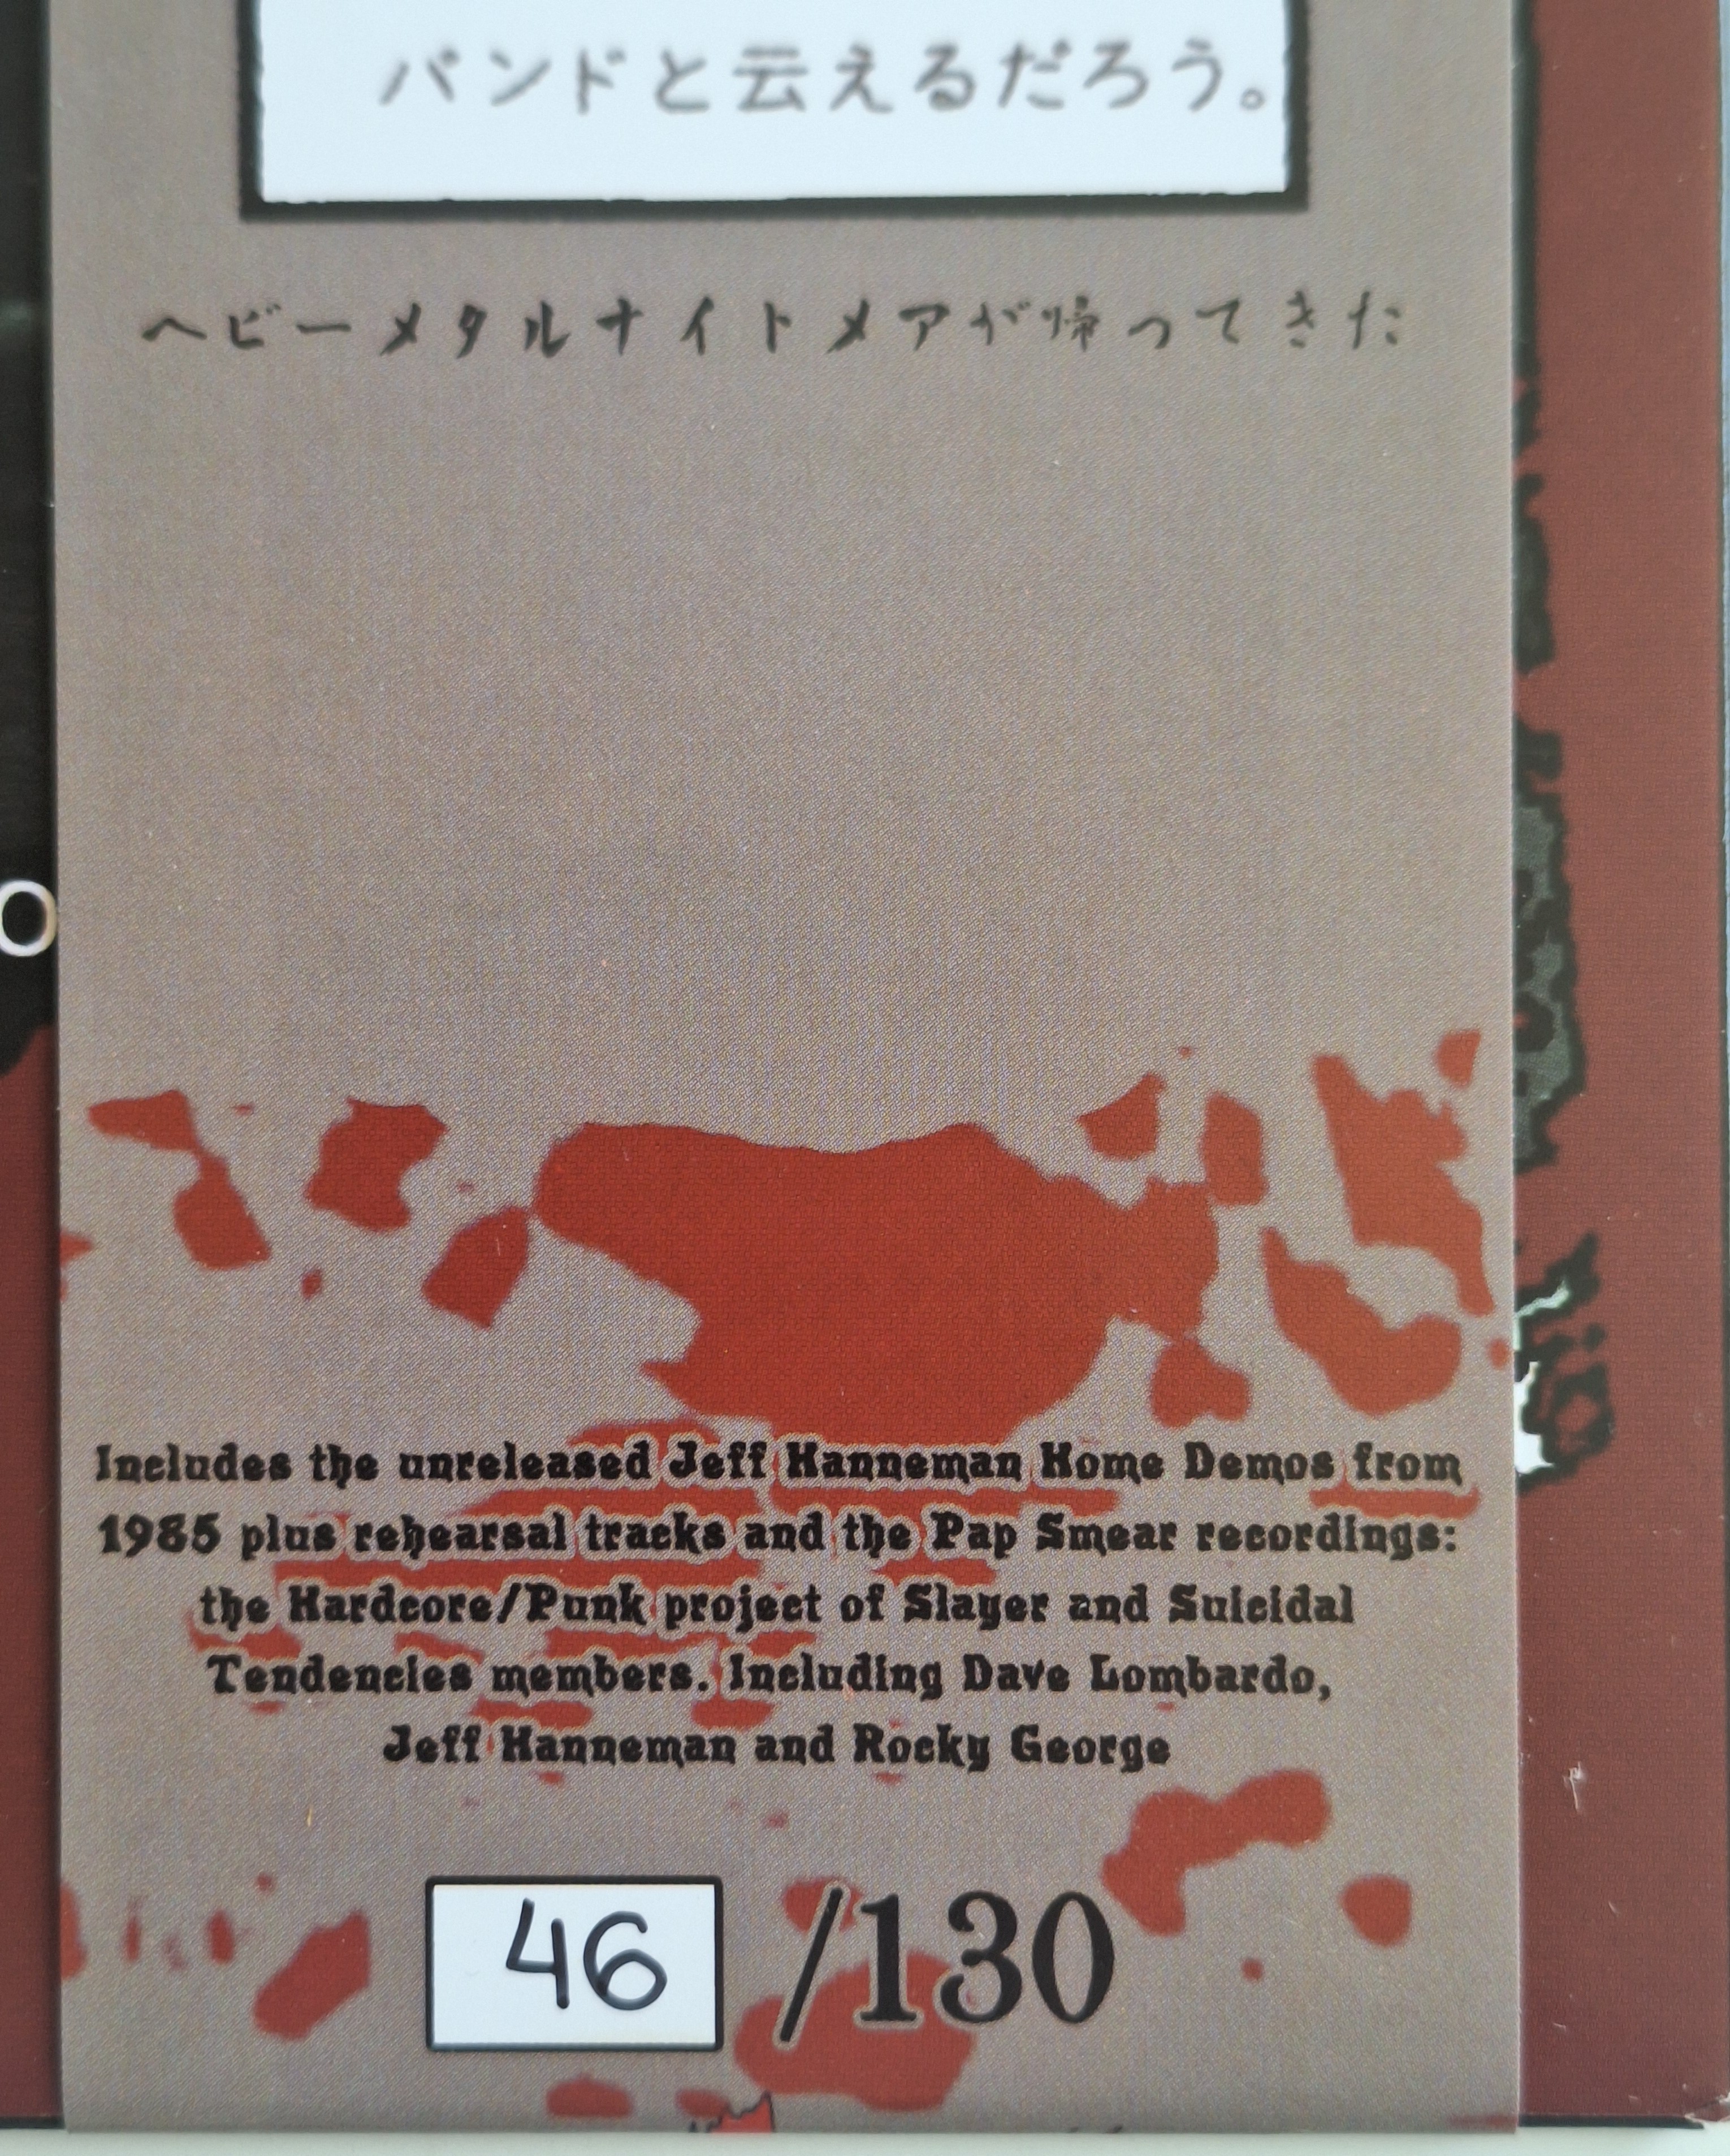 バンドと云えるだろう。
ヘビーメタルナイトメアが帰ってきた
O
Includes the unreleased Jeff Hanneman Home Demos from
1985 plus rehearsal tracks and the Pap Smear recordings:
the Hardcore/Punk project of Slayer and Suicidal
Tendencies members. Including Dave Lombardo,
Jeff Hanneman and Rocky George
46 /130